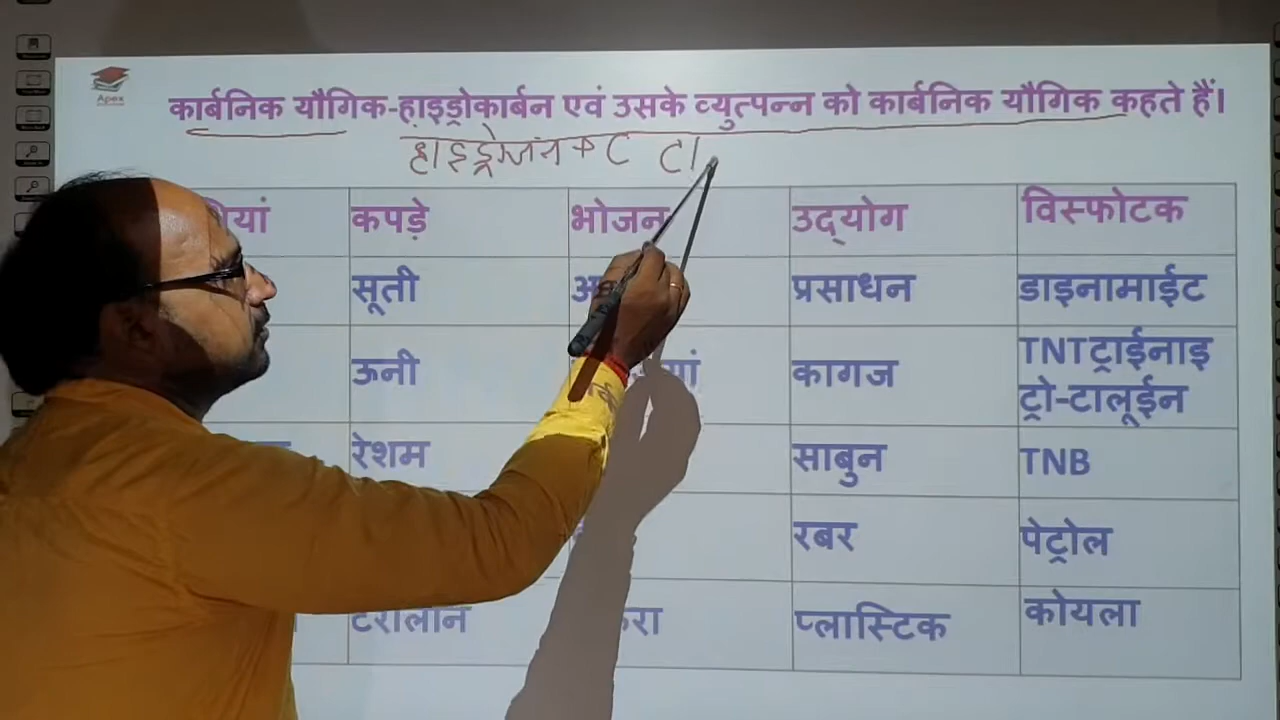 Apex
कार्बनिक यौगिक-हाइड्रोकार्बन एवं उसके व्युत्पन्न को कार्बनिक यौगिक कहते हैं।
हाइड्रोजन + C
कपड़े भोजन उद्योग विस्फोटक
सूती प्रसाधन डाइनामाईट
ऊनी कागज TNTट्राईनाइ
ट्रो-टालूईन
रेशम साबुन TNB
रबर पेट्रोल
टेरीलीन प्लास्टिक कोयला